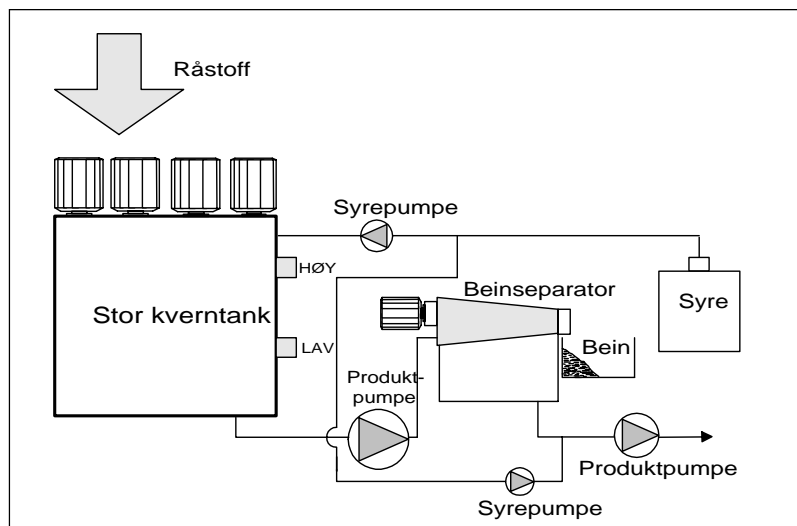 Råstoff
Syrepumpe
HØY
Beinseparator
Syre
Stor kverntank
LAV
Bein
Produkt-
pumpe
Produktpumpe
Syrepumpe